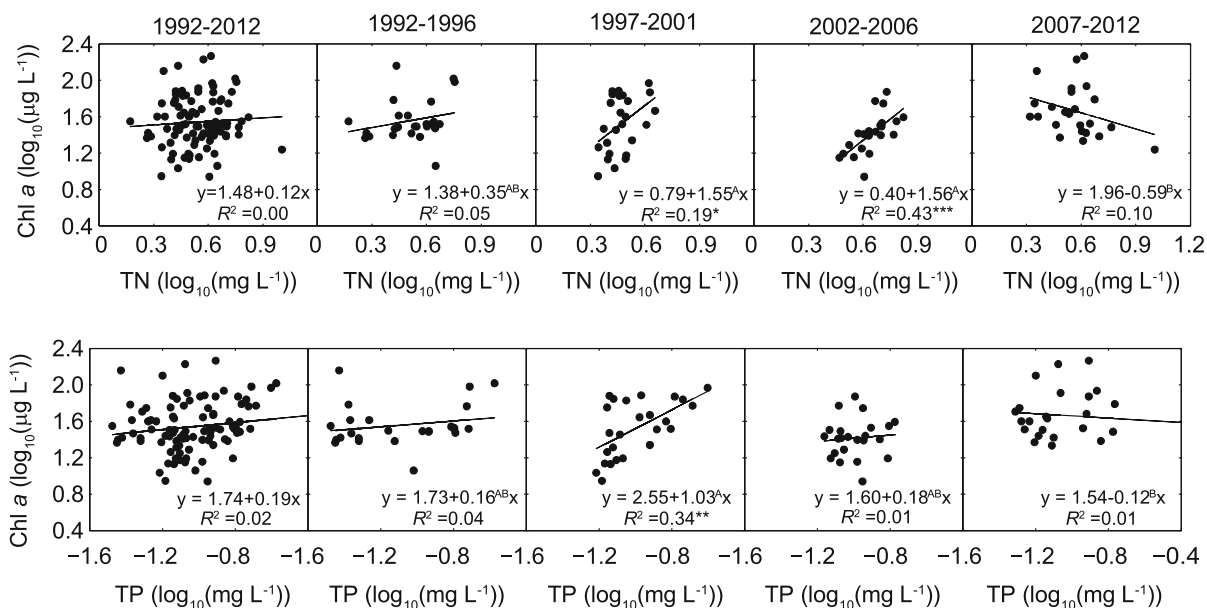 1992-2012 1992-1996 1997-2001 2002-2006 2007-2012
Chl a (log10(μg L-1))
2.4
2.0
1.6
1.2
0.8
0.4
y=1.48+0.12x
R² =0.00
y = 1.38+0.35ᴬᴮx
R² =0.05
y = 0.79+1.55ᴬx
R² =0.19*
y = 0.40+1.56ᴬx
R² =0.43***
y = 1.96-0.59ᴮx
R² =0.10
0 0.3 0.6 0.9 0 0.3 0.6 0.9 0 0.3 0.6 0.9 0 0.3 0.6 0.9 0 0.3 0.6 0.9 1.2
TN (log10(mg L-1)) TN (log10(mg L-1)) TN (log10(mg L-1)) TN (log10(mg L-1)) TN (log10(mg L-1))
Chl a (log10(μg L-1))
2.4
2.0
1.6
1.2
0.8
0.4
y = 1.74+0.19x
R² =0.02
y = 1.73+0.16ᴬᴮx
R² =0.04
y = 2.55+1.03ᴬx
R² =0.34**
y = 1.60+0.18ᴬᴮx
R² =0.01
y = 1.54-0.12ᴮx
R² =0.01
−1.6 −1.2 −0.8 −1.6 −1.2 −0.8 −1.6 −1.2 −0.8 −1.6 −1.2 −0.8 −1.6 −1.2 −0.8 −0.4
TP (log10(mg L-1)) TP (log10(mg L-1)) TP (log10(mg L-1)) TP (log10(mg L-1)) TP (log10(mg L-1))